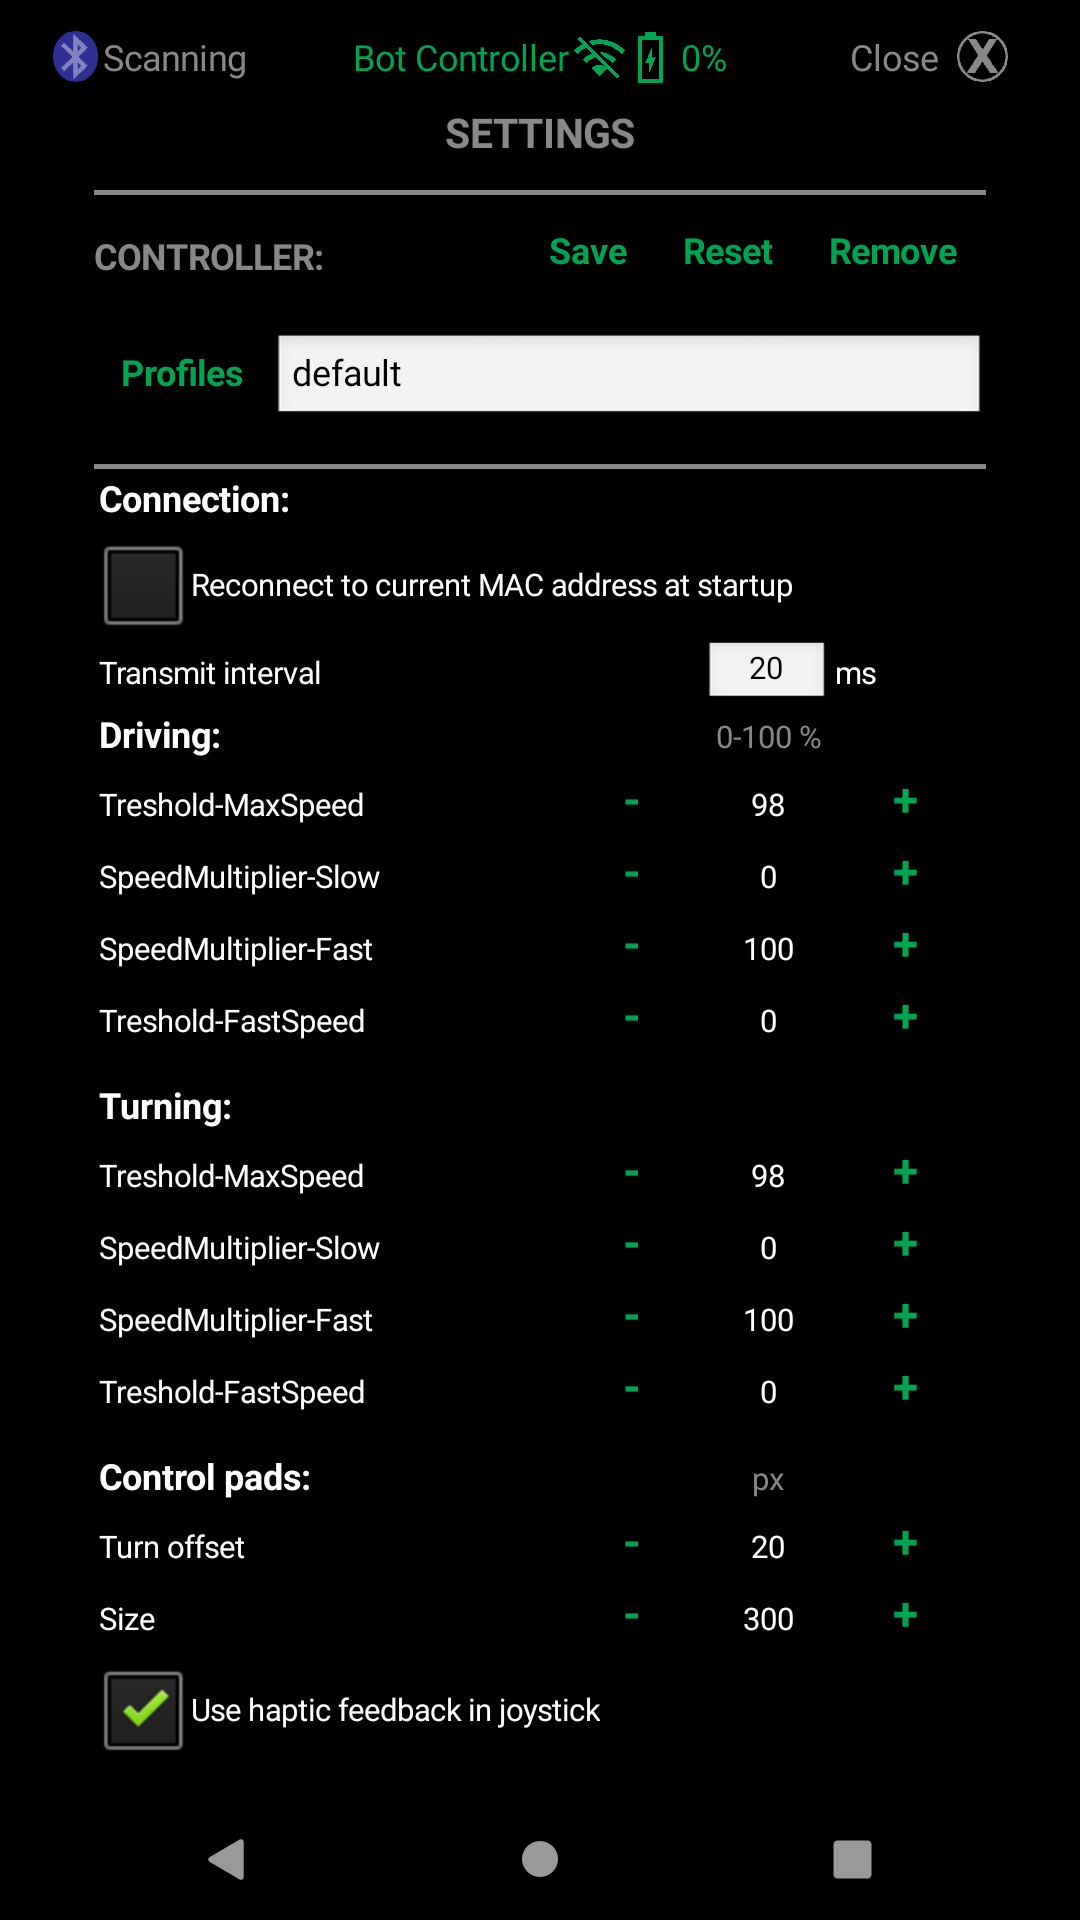 Scanning Bot Controller 0% Close X
SETTINGS
CONTROLLER: Save Reset Remove
Profiles default
Connection:
Reconnect to current MAC address at startup
Transmit interval 20 ms
Driving: 0-100 %
Treshold-MaxSpeed - 98 +
SpeedMultiplier-Slow - 0 +
SpeedMultiplier-Fast - 100 +
Treshold-FastSpeed - 0 +
Turning:
Treshold-MaxSpeed - 98 +
SpeedMultiplier-Slow - 0 +
SpeedMultiplier-Fast - 100 +
Treshold-FastSpeed - 0 +
Control pads: px
Turn offset - 20 +
Size - 300 +
Use haptic feedback in joystick